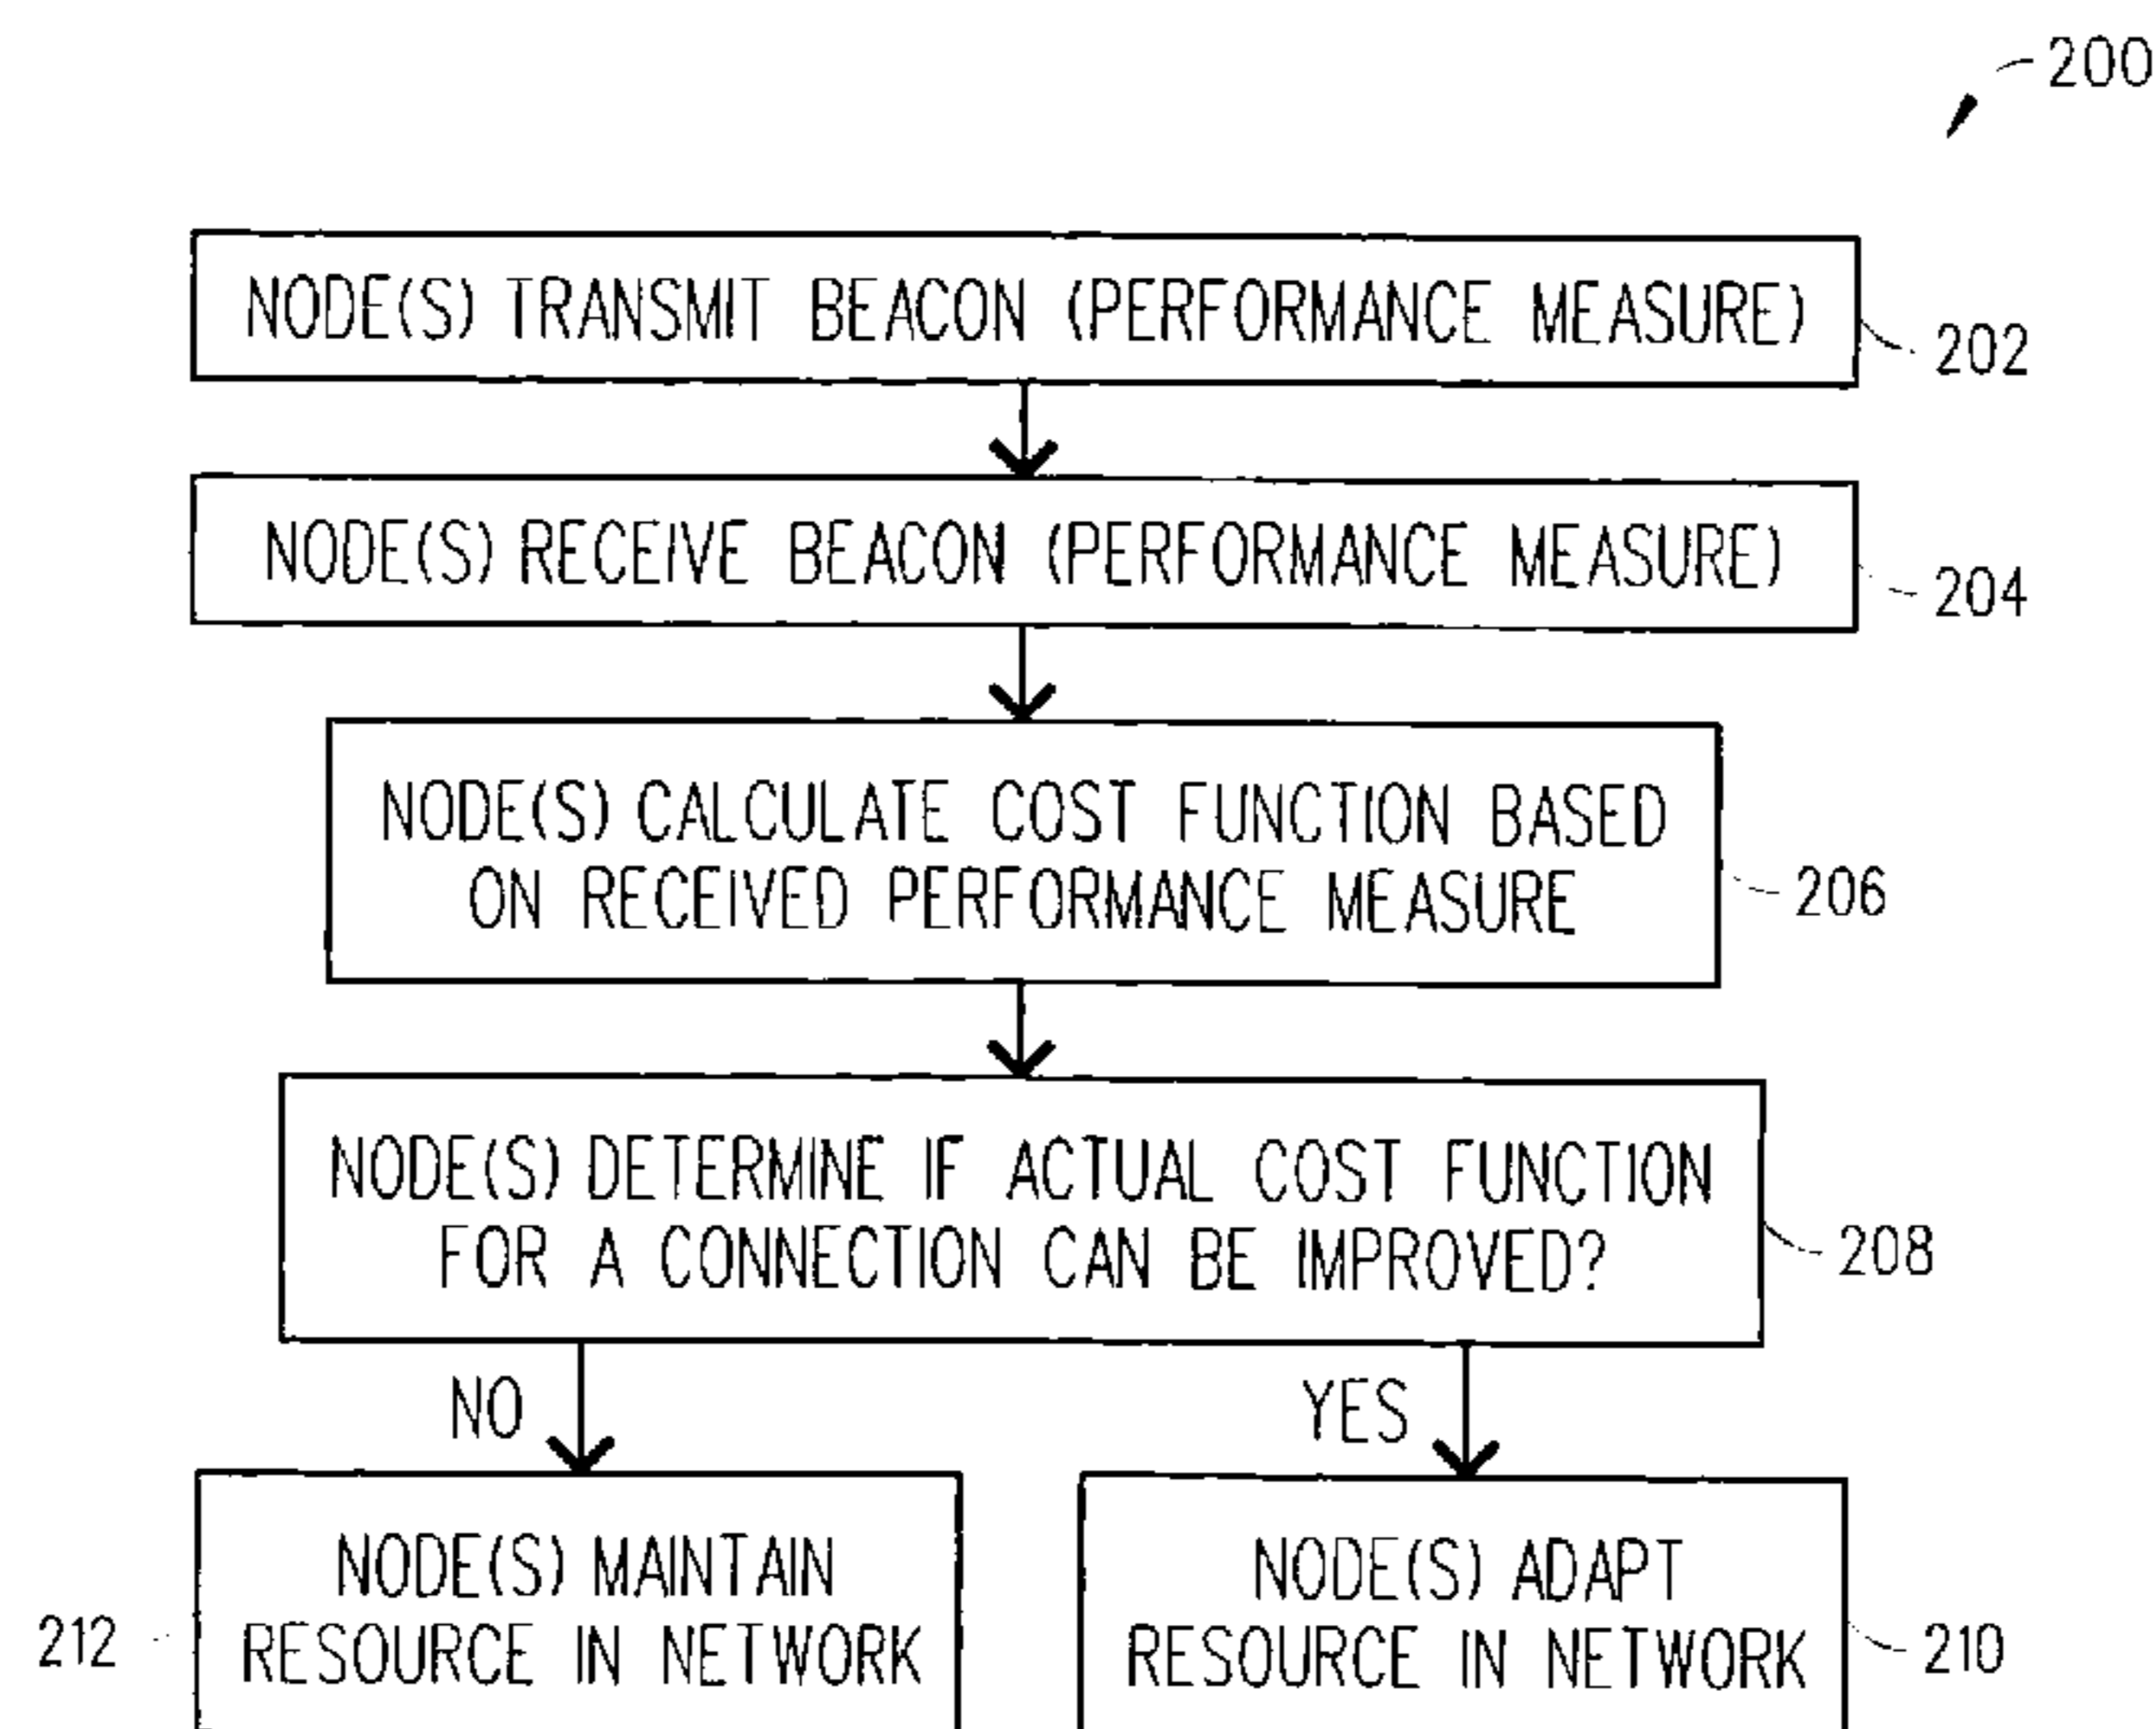 200
NODE(S) TRANSMIT BEACON (PERFORMANCE MEASURE)
202
NODE(S) RECEIVE BEACON (PERFORMANCE MEASURE)
204
NODE(S) CALCULATE COST FUNCTION BASED
ON RECEIVED PERFORMANCE MEASURE
206
NODE(S) DETERMINE IF ACTUAL COST FUNCTION
FOR A CONNECTION CAN BE IMPROVED?
208
NO
YES
212
NODE(S) MAINTAIN
RESOURCE IN NETWORK
NODE(S) ADAPT
RESOURCE IN NETWORK
210